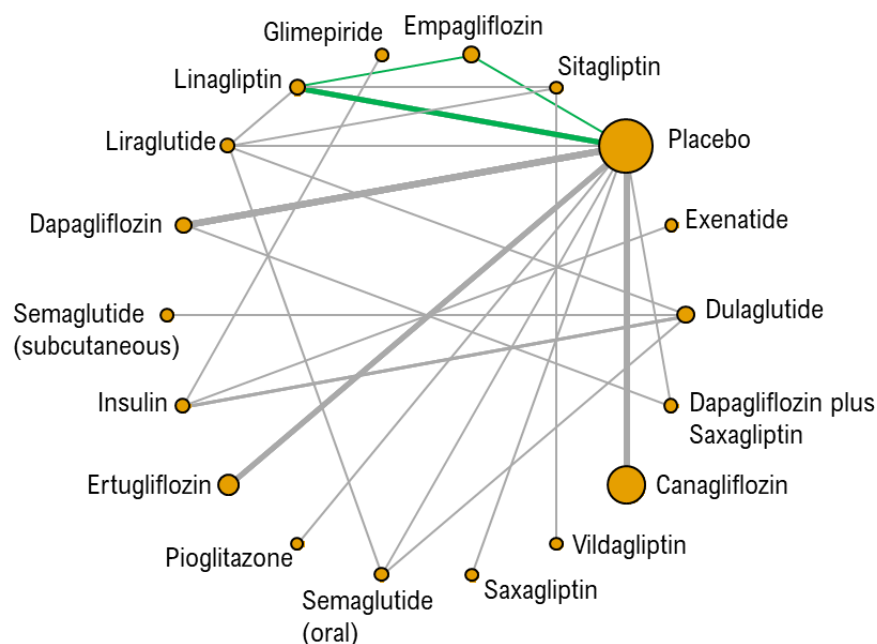 Glimepiride
Empagliflozin
Linagliptin
Sitagliptin
Liraglutide
Placebo
Dapagliflozin
Exenatide
Semaglutide
(subcutaneous)
Dulaglutide
Insulin
Dapagliflozin plus
Saxagliptin
Ertugliflozin
Canagliflozin
Pioglitazone
Vildagliptin
Semaglutide
(oral)
Saxagliptin